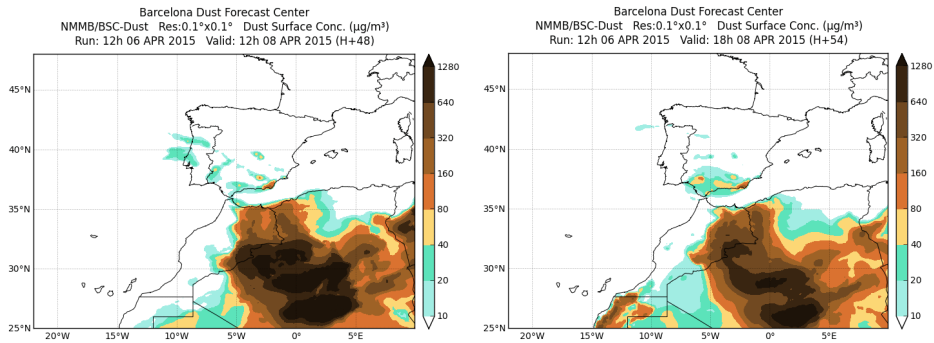 Barcelona Dust Forecast Center
NMMB/BSC-Dust Res:0.1°x0.1° Dust Surface Conc. (µg/m³)
Run: 12h 06 APR 2015 Valid: 12h 08 APR 2015 (H+48)
45°N
40°N
35°N
30°N
25°N
20°W
15°W
10°W
5°W
0°
5°E
1280
640
320
160
80
40
20
10
Barcelona Dust Forecast Center
NMMB/BSC-Dust Res:0.1°x0.1° Dust Surface Conc. (µg/m³)
Run: 12h 06 APR 2015 Valid: 18h 08 APR 2015 (H+54)
45°N
40°N
35°N
30°N
25°N
20°W
15°W
10°W
5°W
0°
5°E
1280
640
320
160
80
40
20
10